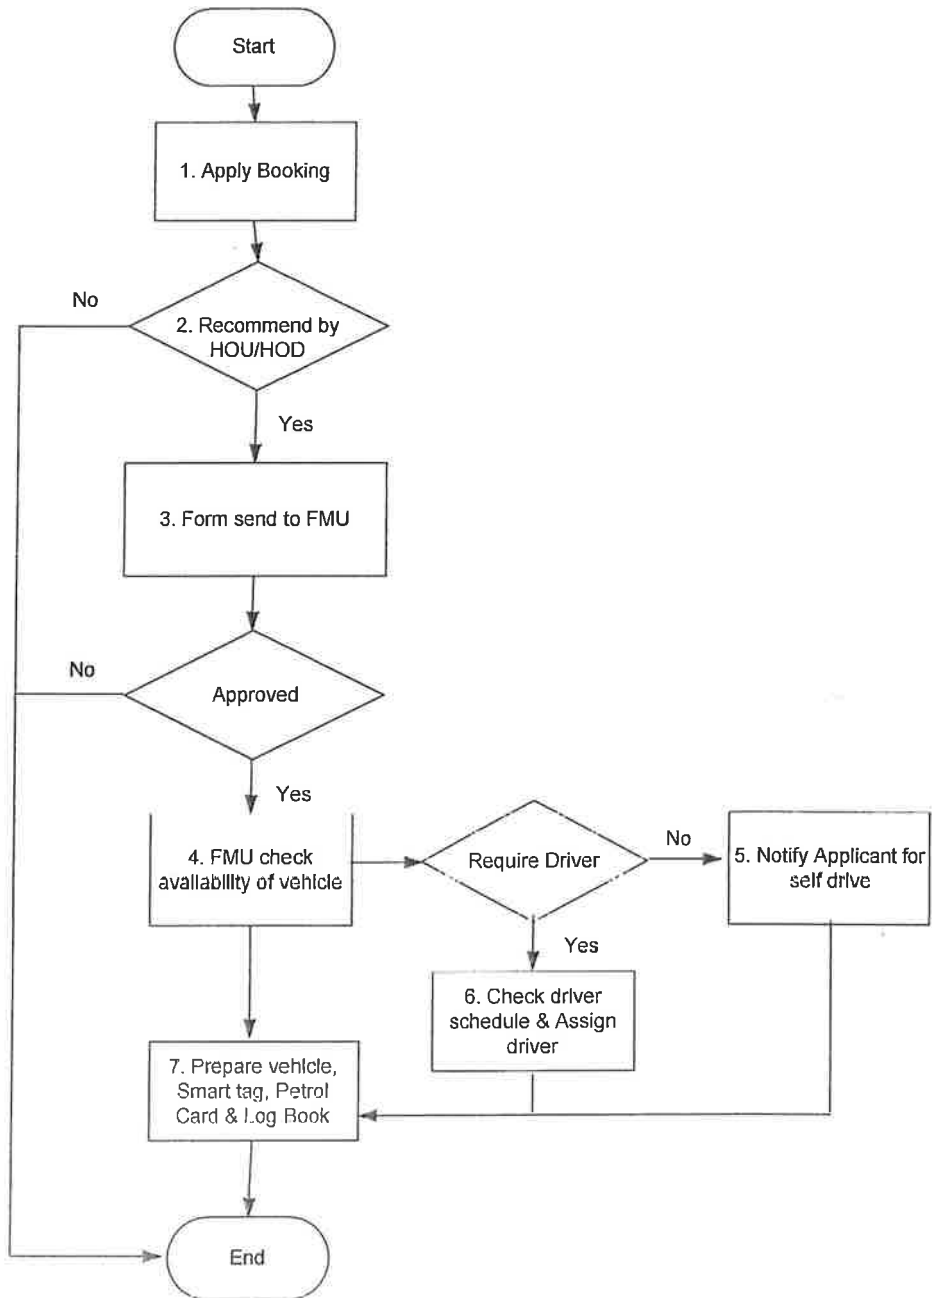 Start
1. Apply Booking
No
2. Recommend by
HOU/HOD
Yes
3. Form send to FMU
No
Approved
Yes
4. FMU check
availability of vehicle
Require Driver
No
5. Notify Applicant for
self drive
Yes
6. Check driver
schedule & Assign
driver
7. Prepare vehicle,
Smart tag, Petrol
Card & Log Book
End